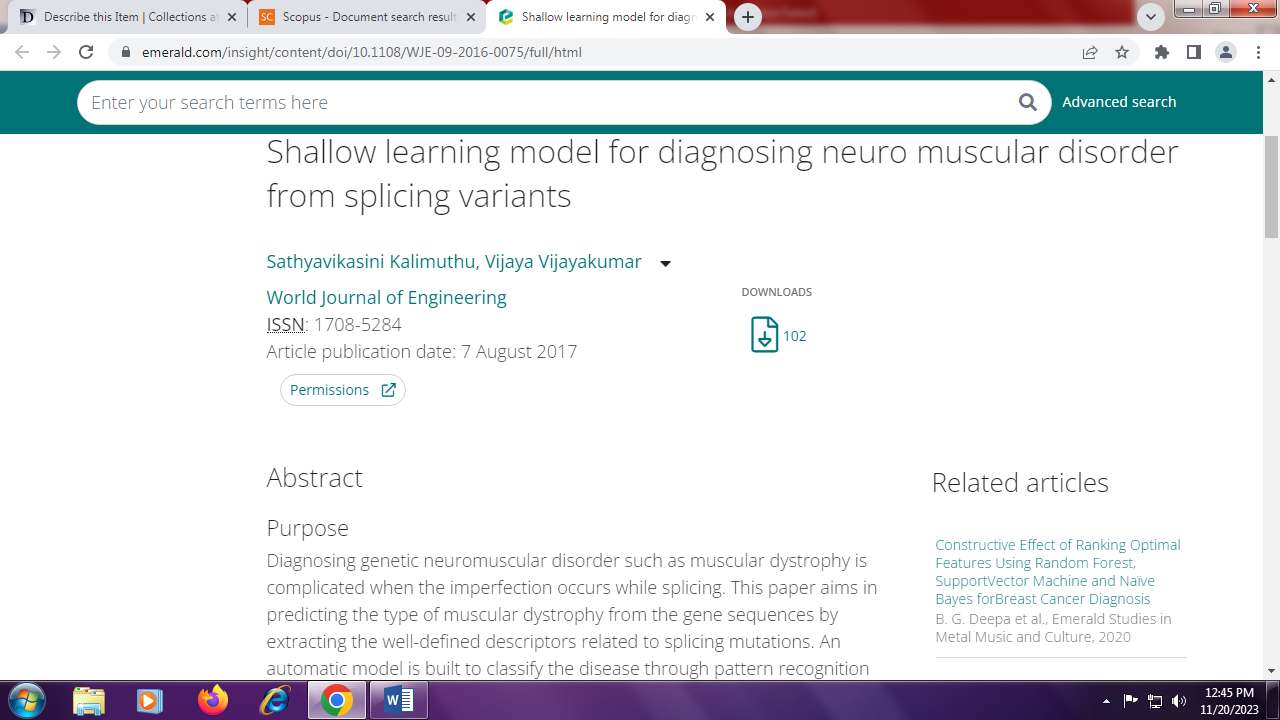 Describe this Item | Collections at
Scopus - Document search result
Shallow learning model for diagn
emerald.com/insight/content/doi/10.1108/WJE-09-2016-0075/full/html
Enter your search terms here
Advanced search
Shallow learning model for diagnosing neuro muscular disorder
from splicing variants
Sathyavikasini Kalimuthu, Vijaya Vijayakumar
World Journal of Engineering
ISSN: 1708-5284
Article publication date: 7 August 2017
Permissions
DOWNLOADS
102
Abstract
Purpose
Diagnosing genetic neuromuscular disorder such as muscular dystrophy is
complicated when the imperfection occurs while splicing. This paper aims in
predicting the type of muscular dystrophy from the gene sequences by
extracting the well-defined descriptors related to splicing mutations. An
automatic model is built to classify the disease through pattern recognition
Related articles
Constructive Effect of Ranking Optimal
Features Using Random Forest,
SupportVector Machine and Naïve
Bayes forBreast Cancer Diagnosis
B. G. Deepa et al., Emerald Studies in
Metal Music and Culture, 2020
12:45 PM
11/20/2023